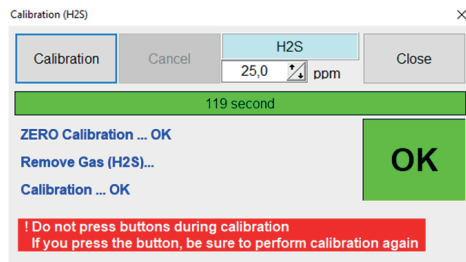 Calibration (H2S)
Calibration
Cancel
H2S
25,0
ppm
Close
119 second
ZERO Calibration ... OK
Remove Gas (H2S)...
Calibration ... OK
OK
! Do not press buttons during calibration
If you press the button, be sure to perform calibration again